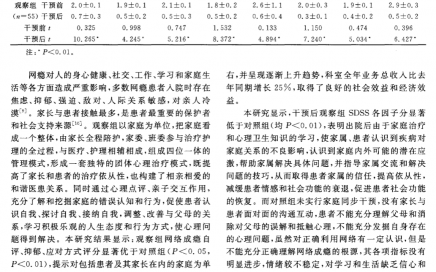 观察组 干预前 2.0±0.1 1.9±0.1 2.1±0.1 1.8±0.2 2.6±1.1 2.2±0.2 2.3±0.1 1.9±0.1 2.9±0.3
(n=55) 干预后 0.7±0.3 0.5±0.2 0.5±0.3 0.5±0.2 0.6±0.4 2.0±0.3 0.3±0.1 0.4±0.2 0.5±0.2
干预前 t 0.325 0.998 0.747 1.532 0.133 1.150 0.474 0.396
干预后 t 10.265* 4.245* 5.216* 8.372* 4.894* 7.240* 5.034* 6.427*
注:*P<0.01。
网瘾对人的身心健康、社交、工作、学习和家庭生
活等各方面造成严重影响,多数网瘾患者入院时存在
焦虑、抑郁、强迫、敌对、人际关系敏感,对亲人冷
漠。家长与患者接触最多,是患者最重要的保护者
和社会支持来源。观察组以家庭为单位,把家庭看
成一个整体,由家长全程陪护,家委、班委参与治疗护
理的全过程,与医疗、护理相辅相成,组成四位一体的
管理模式,形成一套独特的团体心理治疗模式,既提
高了家长和患者的治疗依从性,也构建了相亲相爱的
和谐医患关系。同时通过心理点评、亲子交互作用,
充分了解和挖掘家庭的错误认知和行为,促使患者认
识自我、探讨自我、接纳自我,调整、改善与父母的关
系,学习积极乐观的人生态度和行为方式,使心理问
题得到解决。本研究结果显示:观察组网络成瘾自
评、抑郁、应对方式评分显著优于对照组(P<0.05,
P<0.01),提示对包括患者及其家长在内的家庭为单
右,并呈现逐渐上升趋势,科室全年业务总收入比去
年同期增长 25%,取得了良好的社会效益和经济效
益。
本研究显示,干预后观察组 SDSS 各因子分显著
低于对照组(均 P<0.01),表明出院后由于家庭治疗
和心理卫生知识的学习,使家属、患者认识到疾病对
家庭关系的不良影响,认识到家庭内外可能的潜在应
激,帮助家属解决具体问题,并指导家属交流和解决
问题的技巧,从而取得患者家属的信任,提高依从性,
减缓患者情感和社会功能的衰退,促进患者社会功能
的恢复。而对照组未实行家庭同步干预,没有家长与
患者面对面的沟通互动,患者不能充分理解父母和消
除对父母的误解和抵触心理,不能充分发掘自身存在
的心理问题,虽然对正确利用网络有一定认识,但是
不能充分正确理解网络成瘾的根源,其各项指标没有
明显进步,情绪较不稳定,对学习和生活缺乏信心和